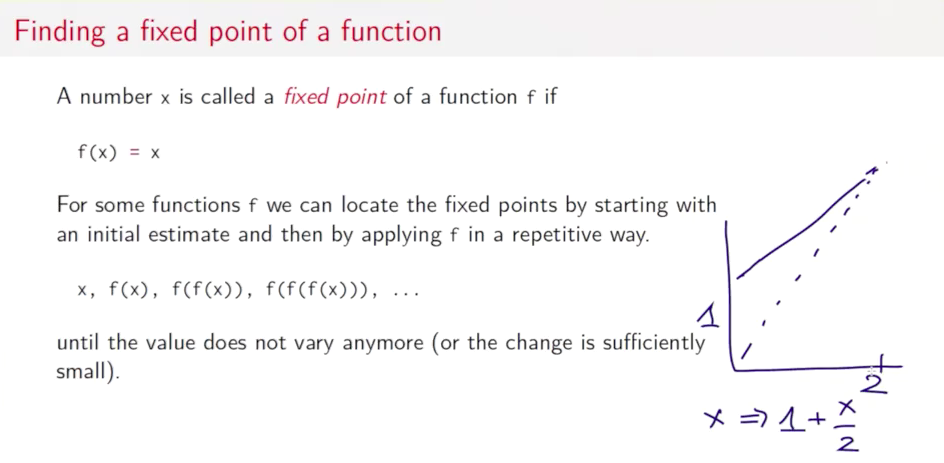 Finding a fixed point of a function
A number x is called a fixed point of a function f if
f(x) = x
For some functions f we can locate the fixed points by starting with
an initial estimate and then by applying f in a repetitive way.
x, f(x), f(f(x)), f(f(f(x))), ...
until the value does not vary anymore (or the change is sufficiently
small).
1
2
x ⇒ 1 + x/2